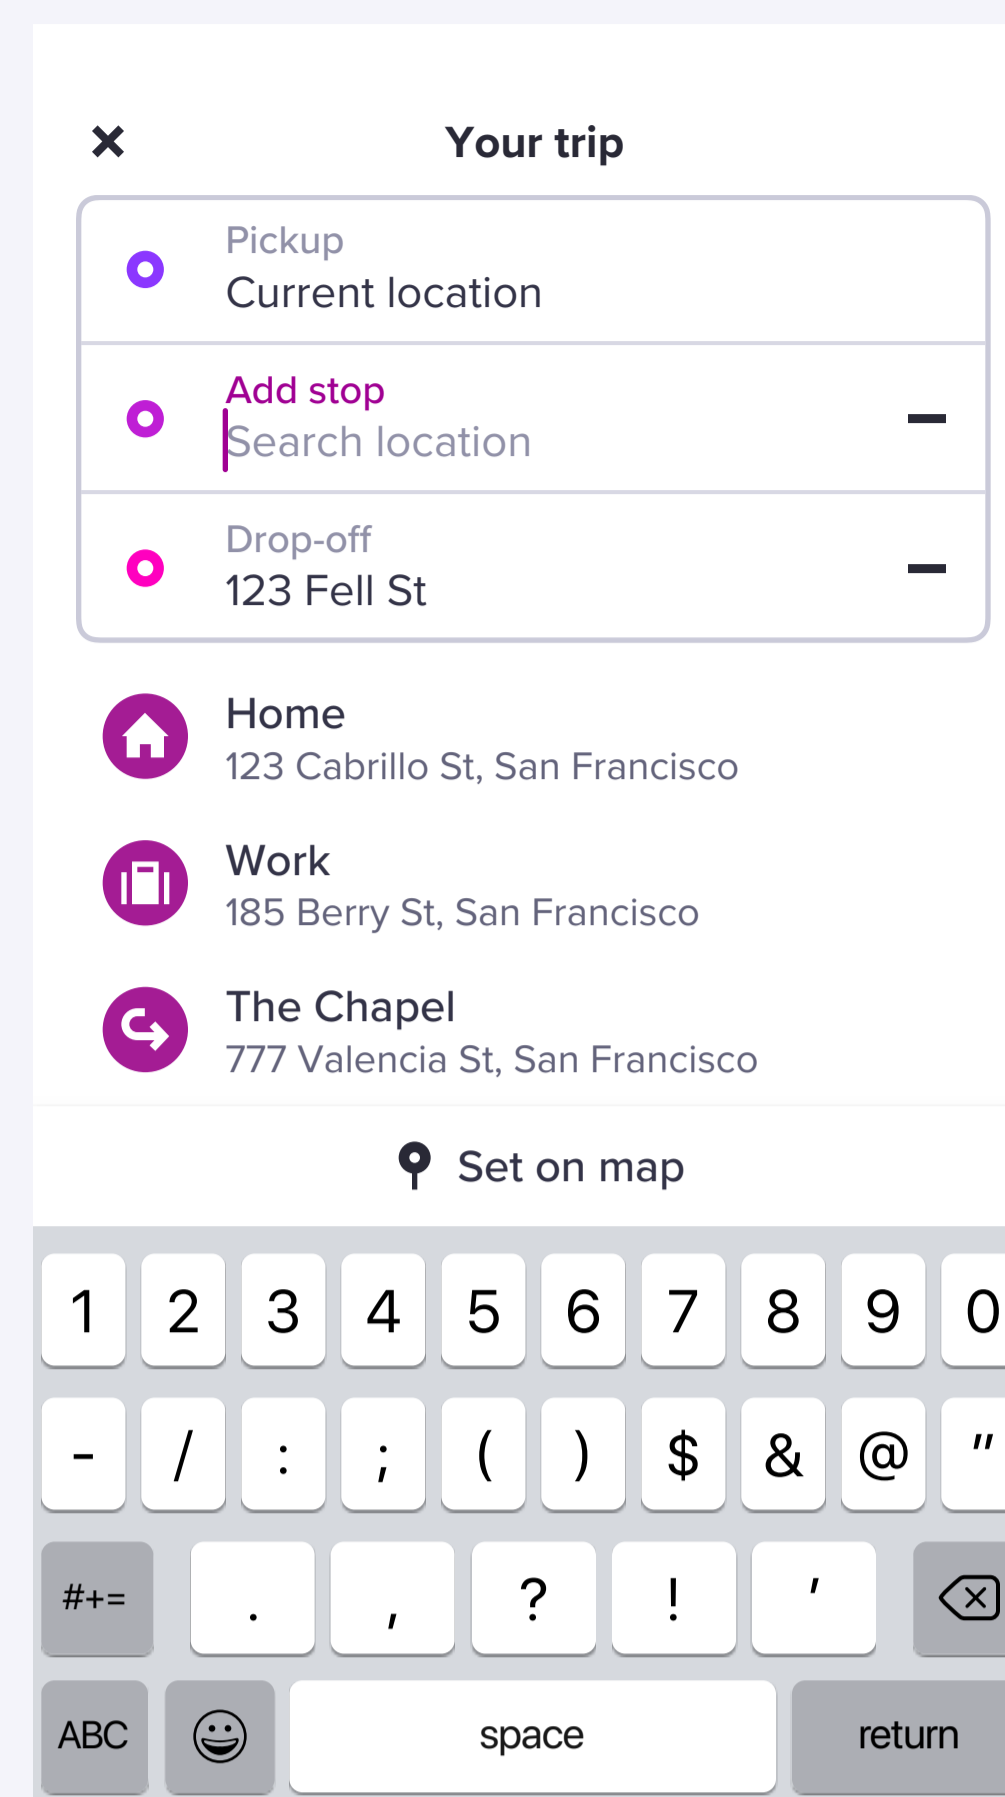 Your trip
Pickup
Current location
Add stop
Search location
Drop-off
123 Fell St
Home
123 Cabrillo St, San Francisco
Work
185 Berry St, San Francisco
The Chapel
777 Valencia St, San Francisco
Set on map
1 2 3 4 5 6 7 8 9 0
- / : ; ( ) $ & @ "
#+= . , ? ! '
ABC space return